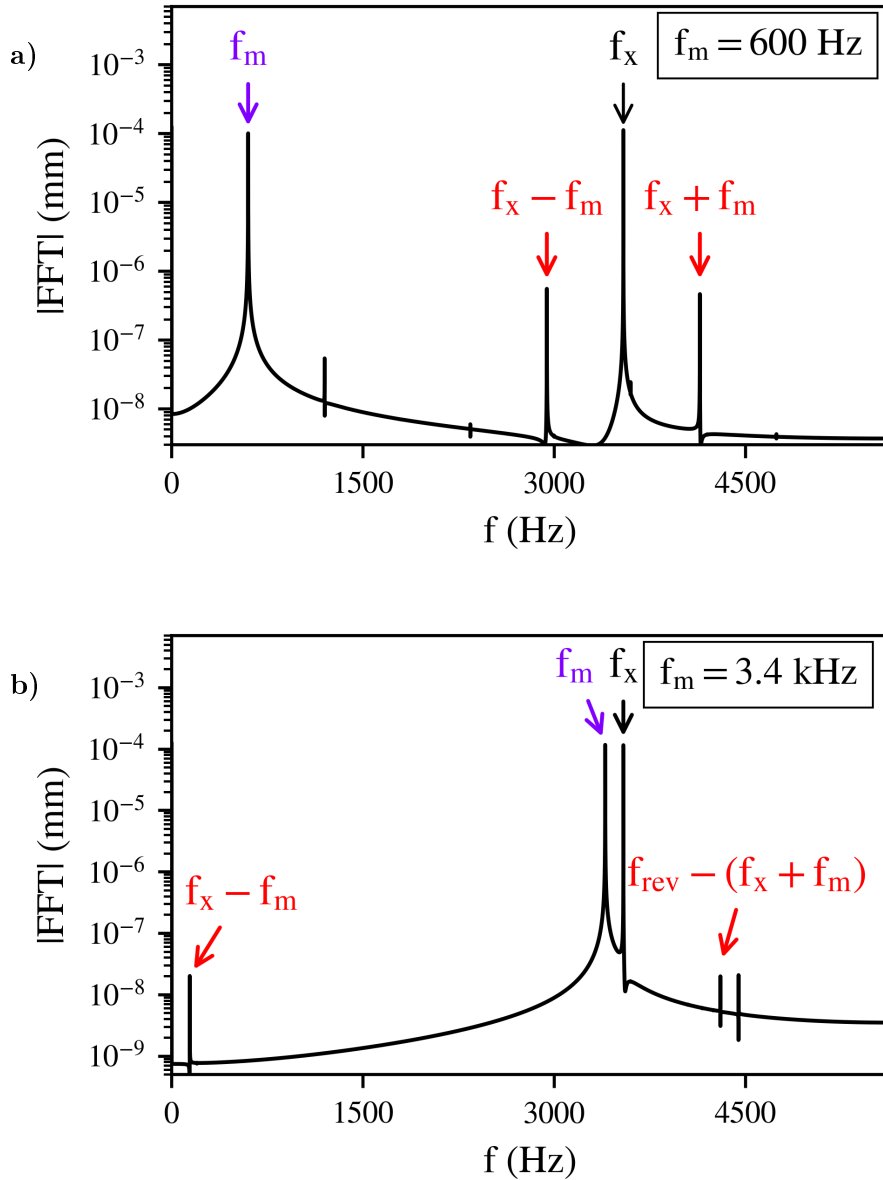 a)
f_m = 600 Hz
f_m
f_x
f_x − f_m
f_x + f_m
|FFT| (mm)
10⁻³
10⁻⁴
10⁻⁵
10⁻⁶
10⁻⁷
10⁻⁸
0 1500 3000 4500
f (Hz)
b)
f_m = 3.4 kHz
f_m
f_x
f_x − f_m
f_rev − (f_x + f_m)
|FFT| (mm)
10⁻³
10⁻⁴
10⁻⁵
10⁻⁶
10⁻⁷
10⁻⁸
10⁻⁹
0 1500 3000 4500
f (Hz)